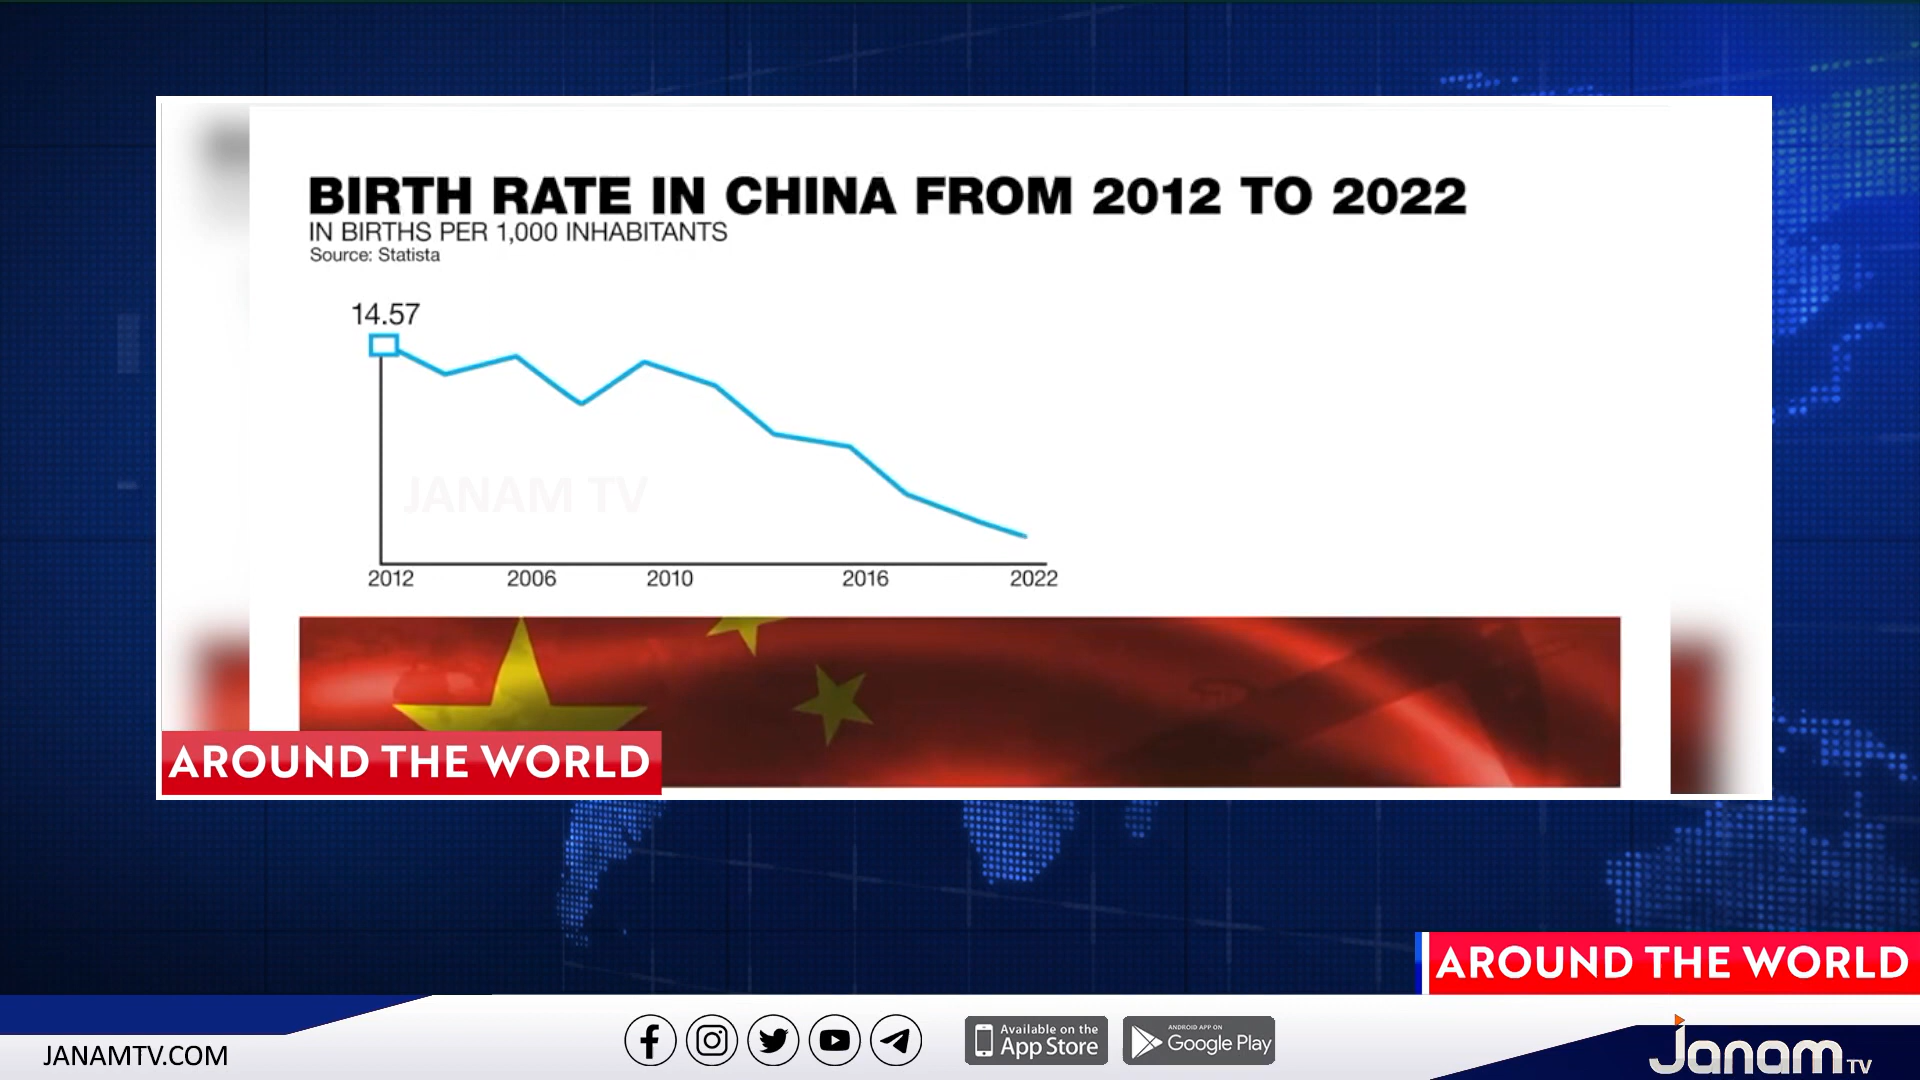 BIRTH RATE IN CHINA FROM 2012 TO 2022
IN BIRTHS PER 1,000 INHABITANTS
Source: Statista
14.57
JANAM TV
2012 2006 2010 2016 2022
AROUND THE WORLD
AROUND THE WORLD
JANAMTV.COM
Available on the
App Store
ANDROID APP ON
Google Play
Janam TV